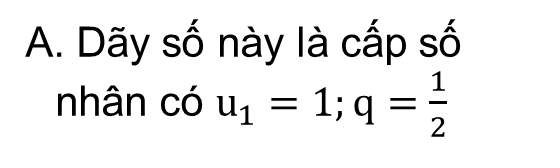 A. Dãy số này là cấp số
nhân có u₁ = 1; q = 1/2